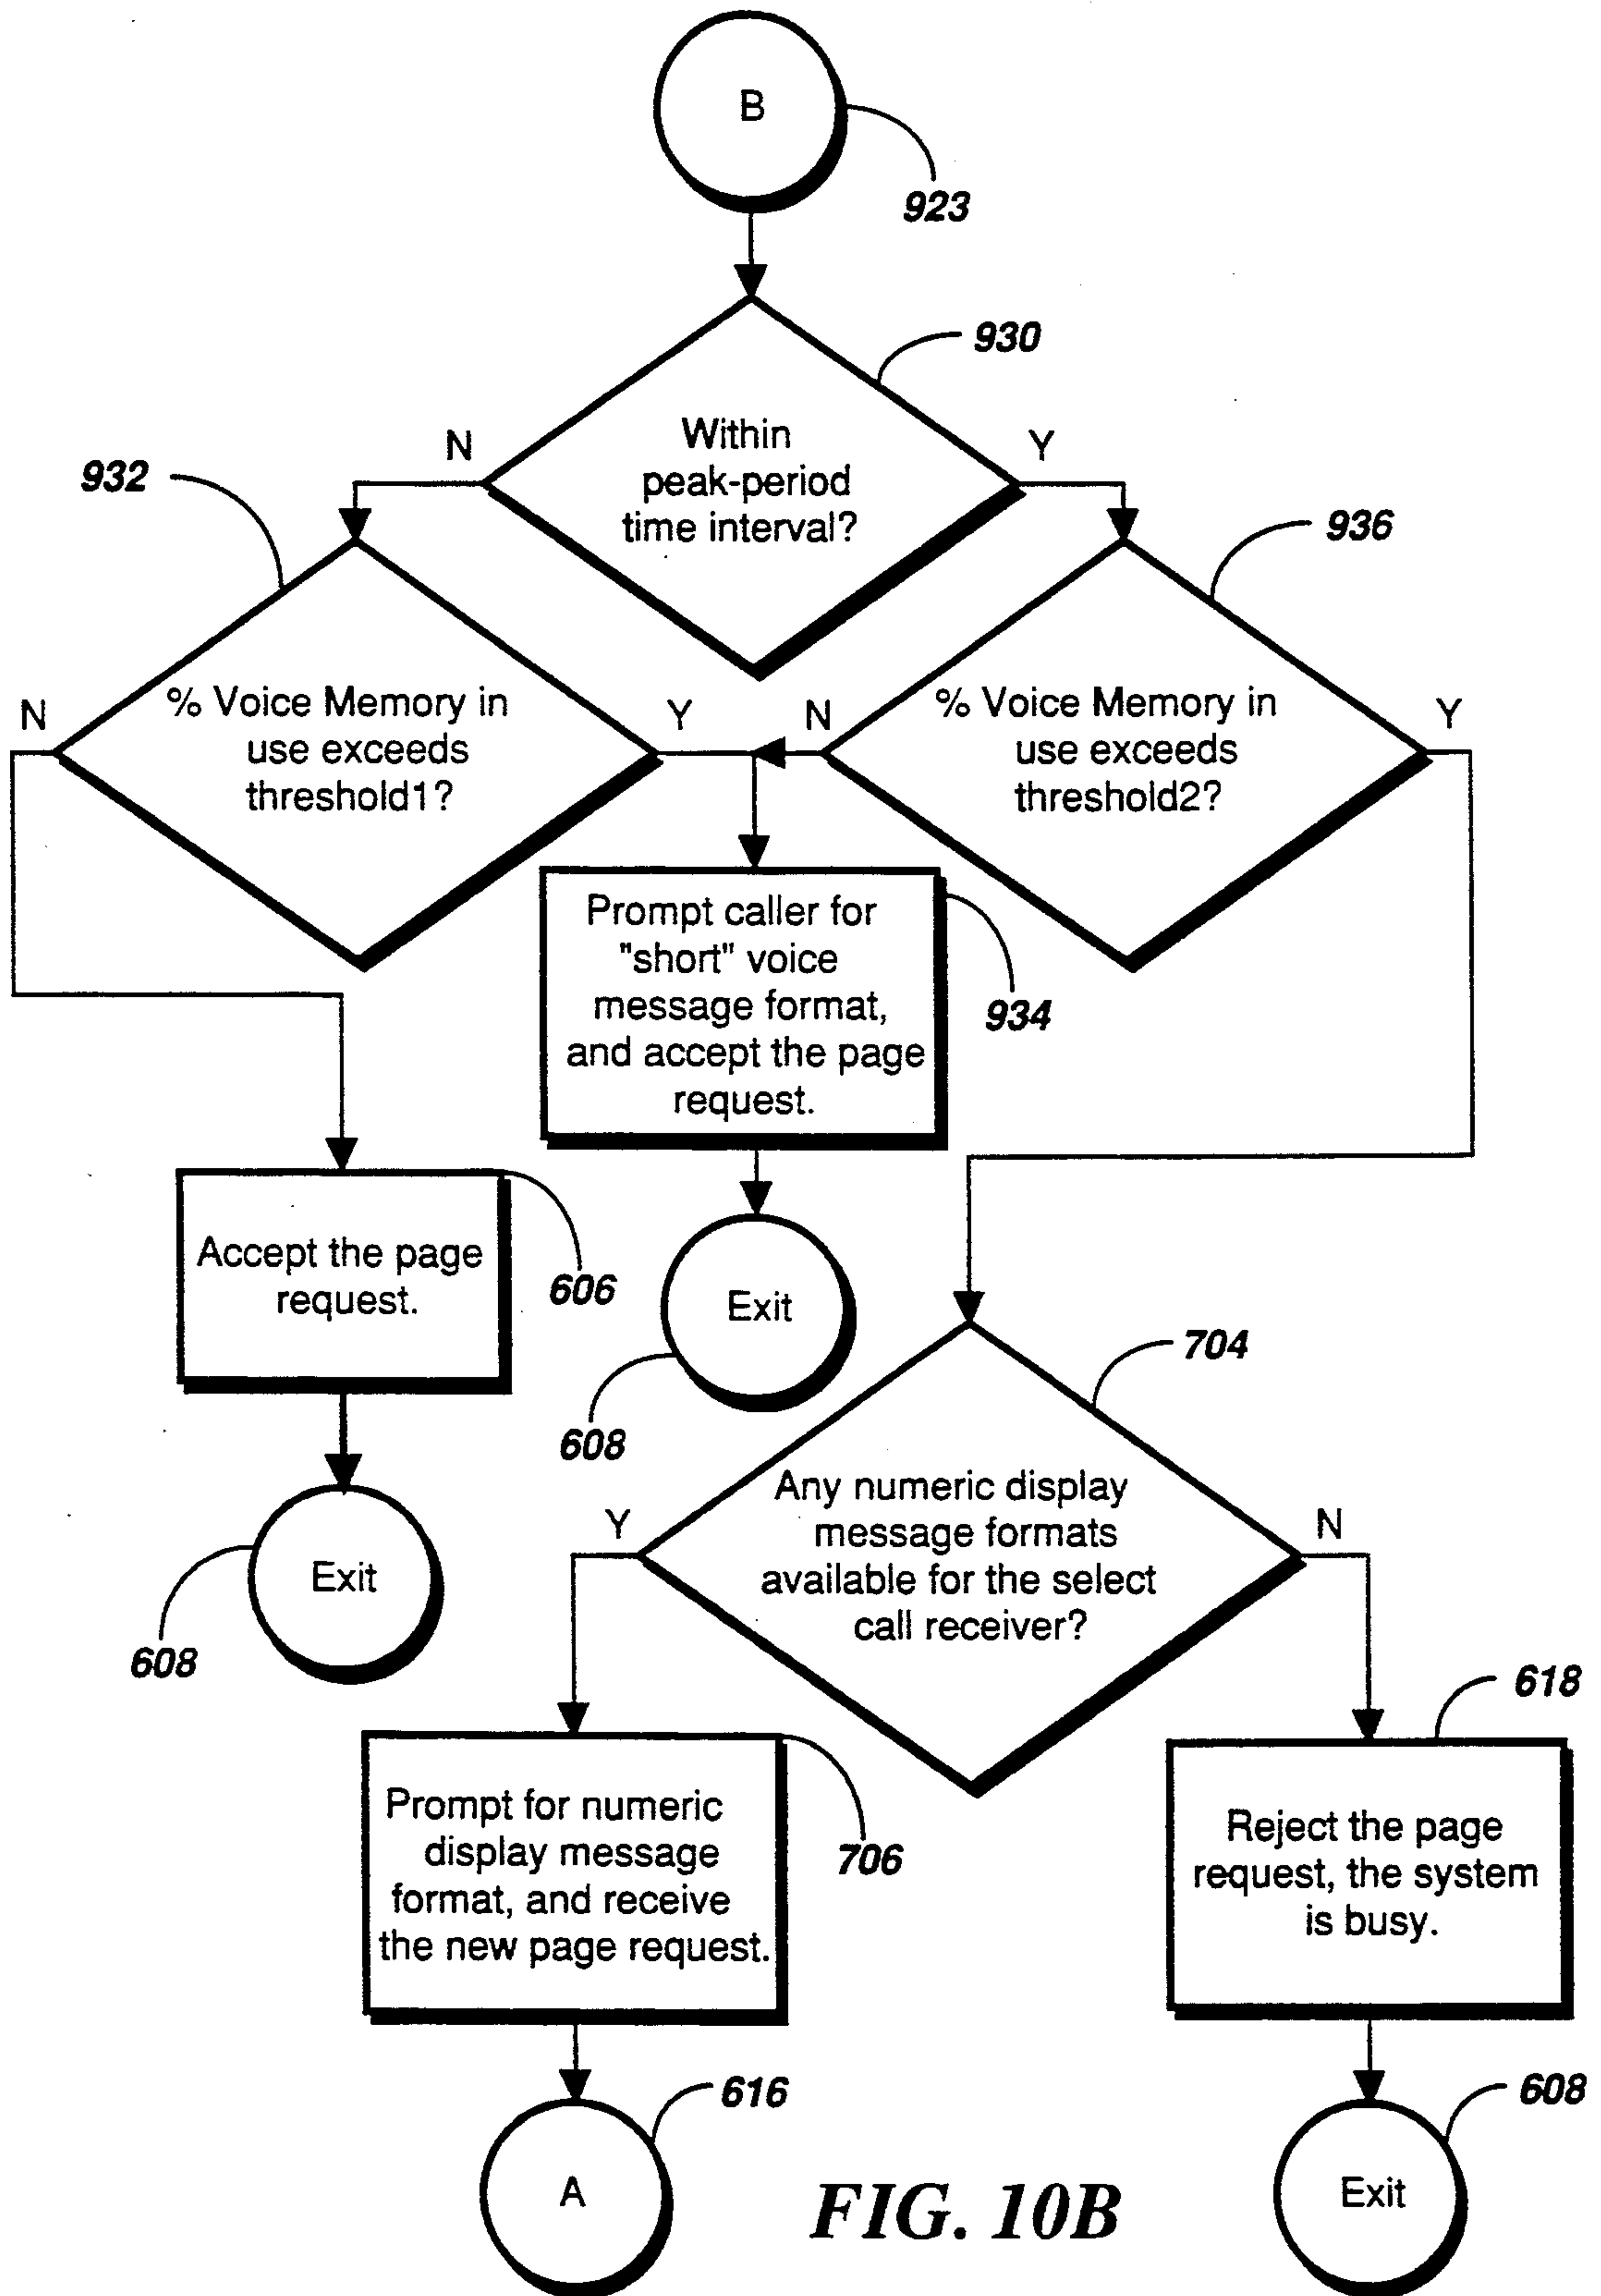 B
923
930
Within
peak-period
time interval?
N
Y
932
936
% Voice Memory in
use exceeds
threshold1?
N
Y
% Voice Memory in
use exceeds
threshold2?
N
Y
Prompt caller for
"short" voice
message format,
and accept the page
request.
934
Accept the page
request.
606
Exit
608
704
Any numeric display
message formats
available for the select
call receiver?
Y
N
Exit
608
618
Prompt for numeric
display message
format, and receive
the new page request.
706
Reject the page
request, the system
is busy.
616
A
608
Exit
FIG. 10B